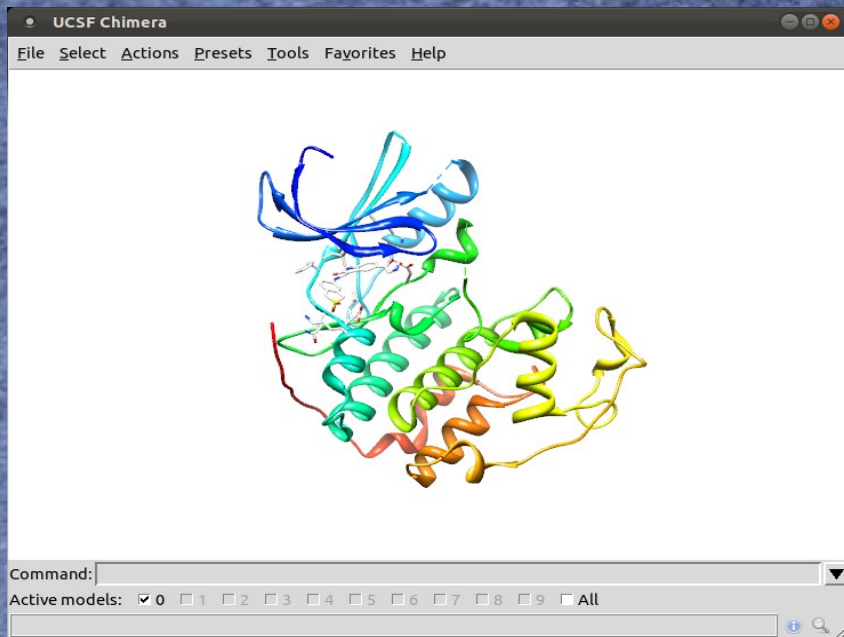 UCSF Chimera
File Select Actions Presets Tools Favorites Help
Command:
Active models: 0 1 2 3 4 5 6 7 8 9 All